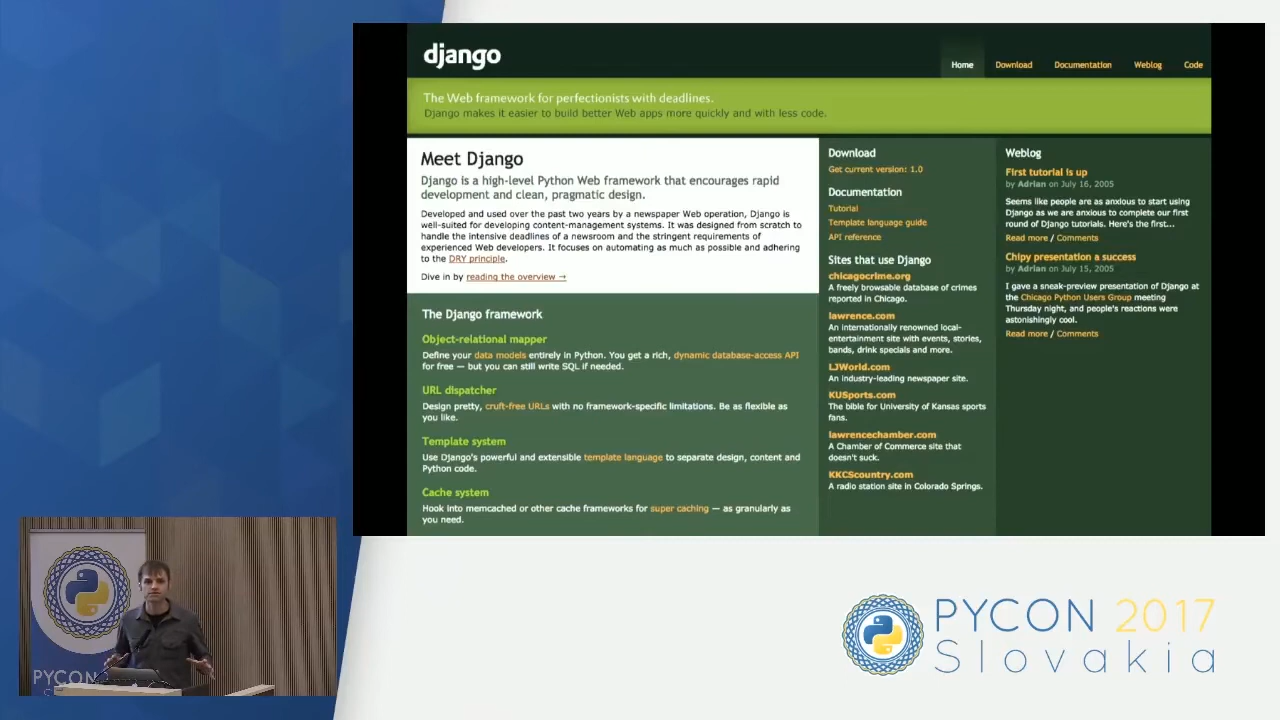 django
Home
Download
Documentation
Weblog
Code
The Web framework for perfectionists with deadlines.
Django makes it easier to build better Web apps more quickly and with less code.
Meet Django
Django is a high-level Python Web framework that encourages rapid
development and clean, pragmatic design.
Developed and used over the past two years by a newspaper Web operation, Django is
well-suited for developing content-management systems. It was designed from scratch to
handle the intensive deadlines of a newsroom and the stringent requirements of
experienced Web developers. It focuses on automating as much as possible and adhering
to the DRY principle.
Dive in by reading the overview →
The Django framework
Object-relational mapper
Define your data models entirely in Python. You get a rich, dynamic database-access API
for free — but you can still write SQL if needed.
URL dispatcher
Design pretty, cruft-free URLs with no framework-specific limitations. Be as flexible as
you like.
Template system
Use Django's powerful and extensible template language to separate design, content and
Python code.
Cache system
Hook into memcached or other cache frameworks for super caching — as granularly as
you need.
Download
Get current version: 1.0
Documentation
Tutorial
Template language guide
API reference
Sites that use Django
chicagocrime.org
A freely browsable database of crimes
reported in Chicago.
lawrence.com
An internationally renowned local-
entertainment site with events, stories,
bands, drink specials and more.
LJWorld.com
An industry-leading newspaper site.
KUSports.com
The bible for University of Kansas sports
fans.
lawrencechamber.com
A Chamber of Commerce site that
doesn't suck.
KKCScountry.com
A radio station site in Colorado Springs.
Weblog
First tutorial is up
by Adrian on July 16, 2005
Seems like people are as anxious to start using
Django as we are anxious to complete our first
round of Django tutorials. Here's the first...
Read more / Comments
Chipy presentation a success
by Adrian on July 15, 2005
I gave a sneak-preview presentation of Django at
the Chicago Python Users Group meeting
Thursday night, and people's reactions were
astonishingly cool.
Read more / Comments
PYCON
PYCON 2017
Slovakia